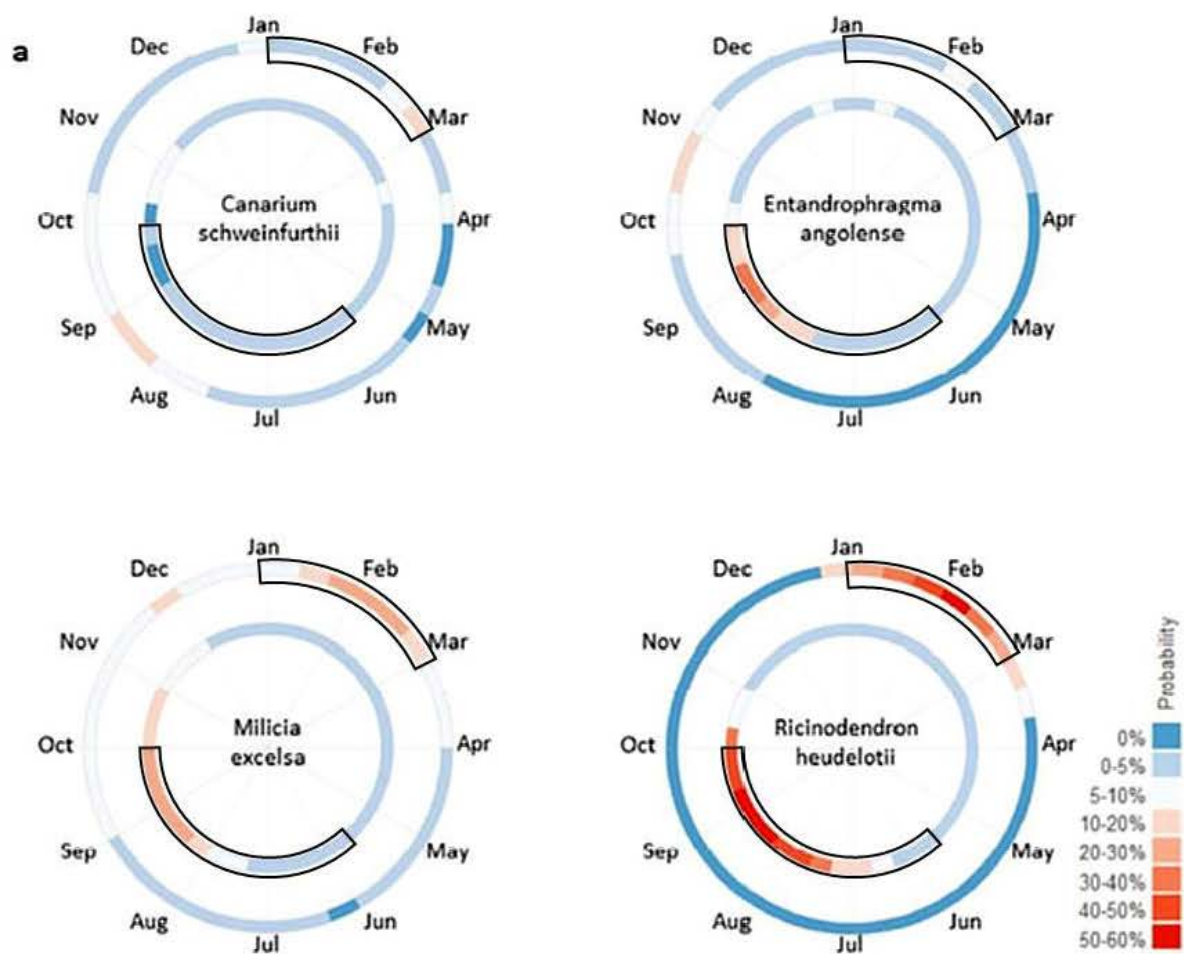 a
Jan
Feb
Mar
Apr
May
Jun
Jul
Aug
Sep
Oct
Nov
Dec
Canarium
schweinfurthii
Jan
Feb
Mar
Apr
May
Jun
Jul
Aug
Sep
Oct
Nov
Dec
Entandrophragma
angolense
Jan
Feb
Mar
Apr
May
Jun
Jul
Aug
Sep
Oct
Nov
Dec
Milicia
excelsa
Jan
Feb
Mar
Apr
May
Jun
Jul
Aug
Sep
Oct
Nov
Dec
Ricinodendron
heudelotii
Probability
0%
0-5%
5-10%
10-20%
20-30%
30-40%
40-50%
50-60%